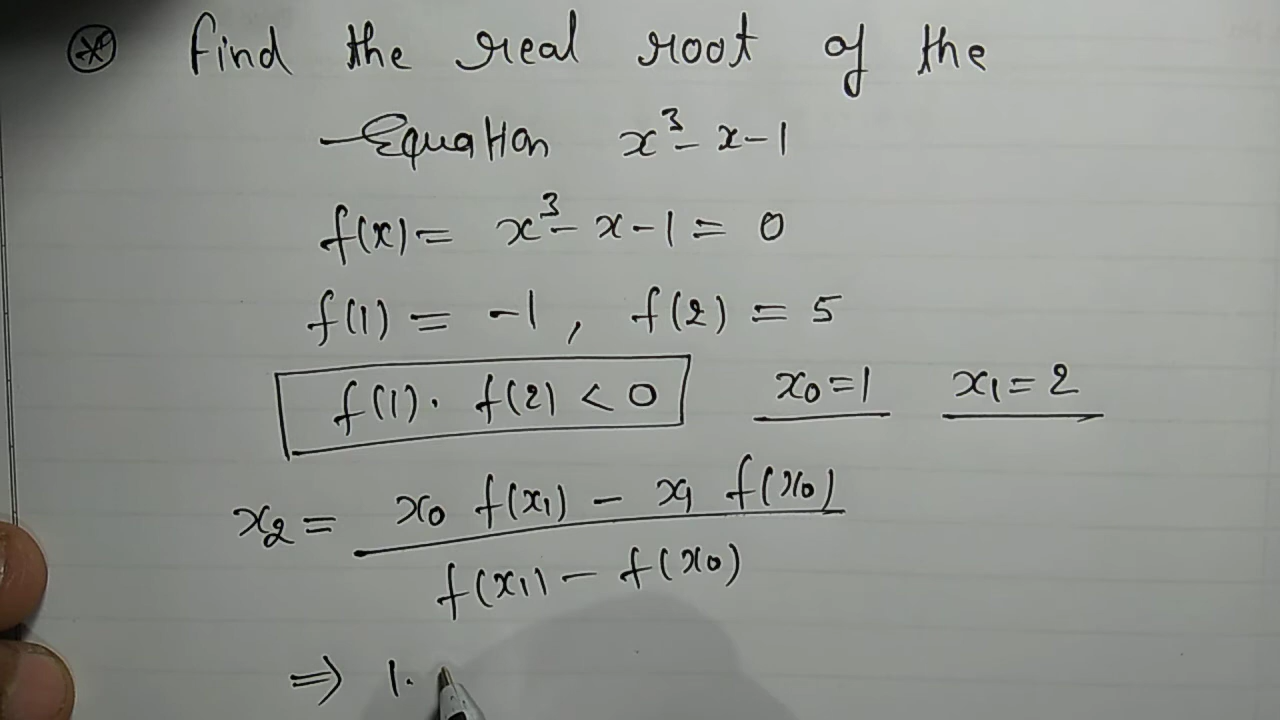 ⊛ find the real root of the
Equation x³ - x - 1
f(x) = x³ - x - 1 = 0
f(1) = -1 , f(2) = 5
f(1) . f(2) < 0 x₀ = 1 x₁ = 2
x₂ = x₀ f(x₁) - x₁ f(x₀)
f(x₁) - f(x₀)
⇒ 1.